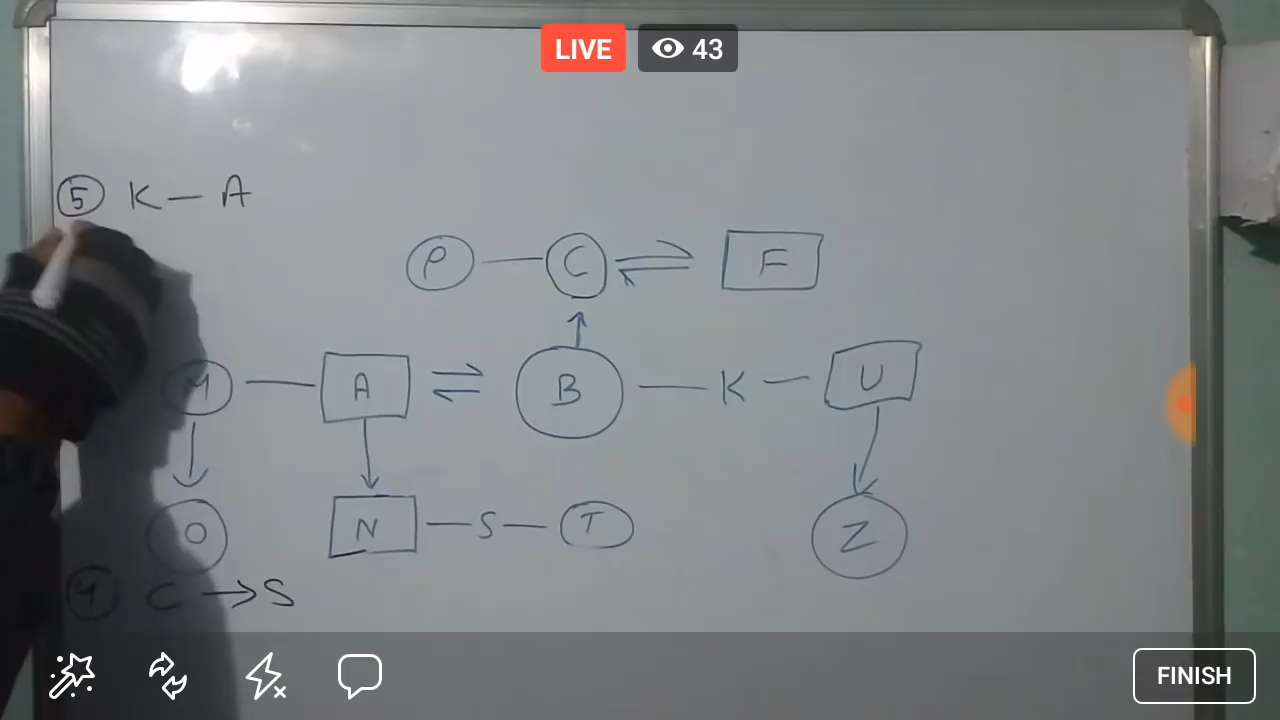 LIVE 43
5 K — A
P — C ⇌ F
M — A ⇌ B — K — U
O N — S — T Z
4 C → S
FINISH